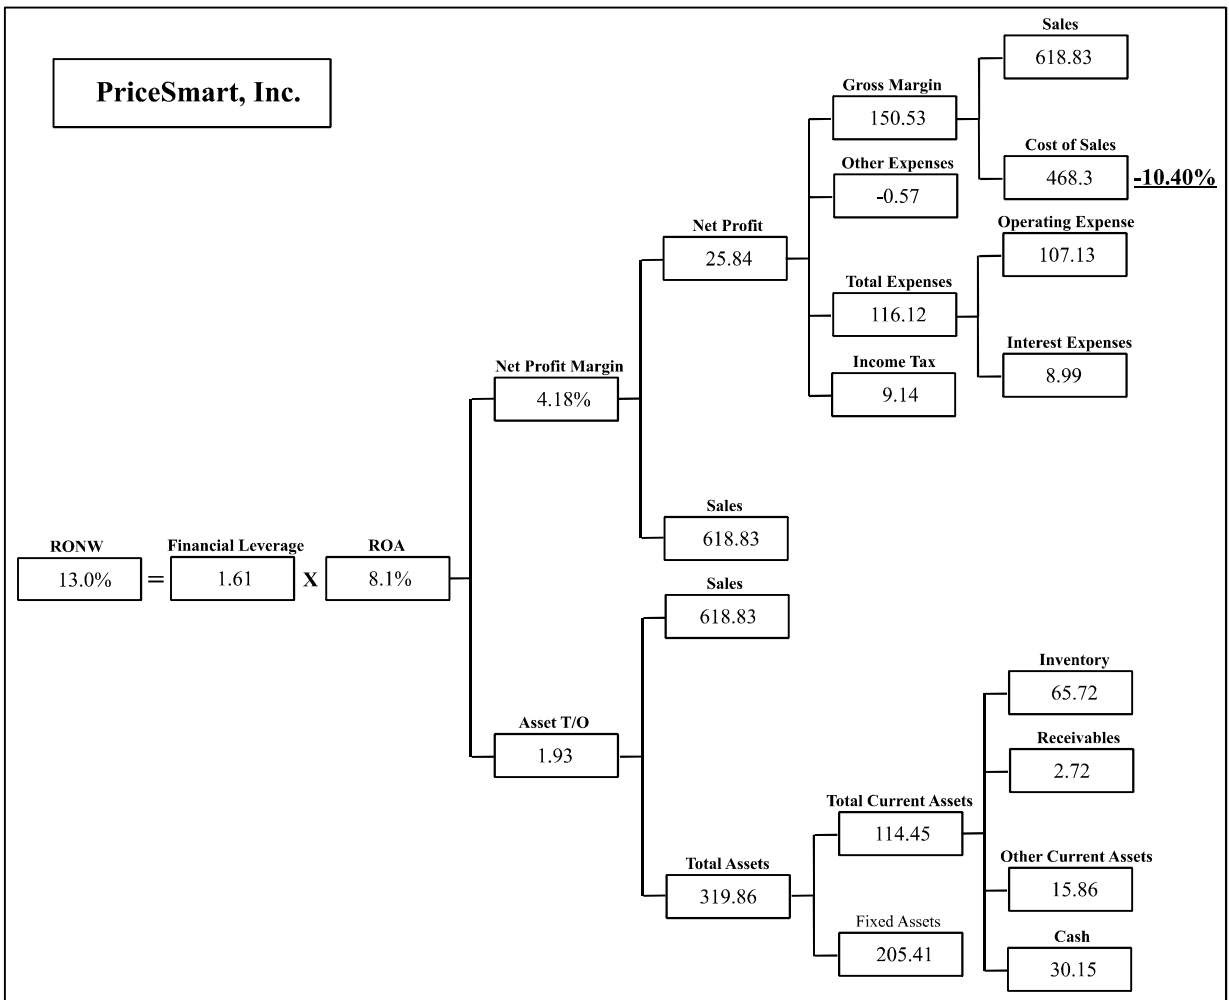 Sales
618.83
PriceSmart, Inc.
Gross Margin
150.53
Cost of Sales
468.3 -10.40%
Other Expenses
-0.57
Net Profit
25.84
Operating Expense
107.13
Total Expenses
116.12
Interest Expenses
8.99
Income Tax
9.14
Net Profit Margin
4.18%
Sales
618.83
RONW Financial Leverage ROA
13.0% = 1.61 X 8.1%
Sales
618.83
Inventory
65.72
Asset T/O
1.93
Receivables
2.72
Total Current Assets
114.45
Total Assets
319.86
Other Current Assets
15.86
Fixed Assets
205.41
Cash
30.15